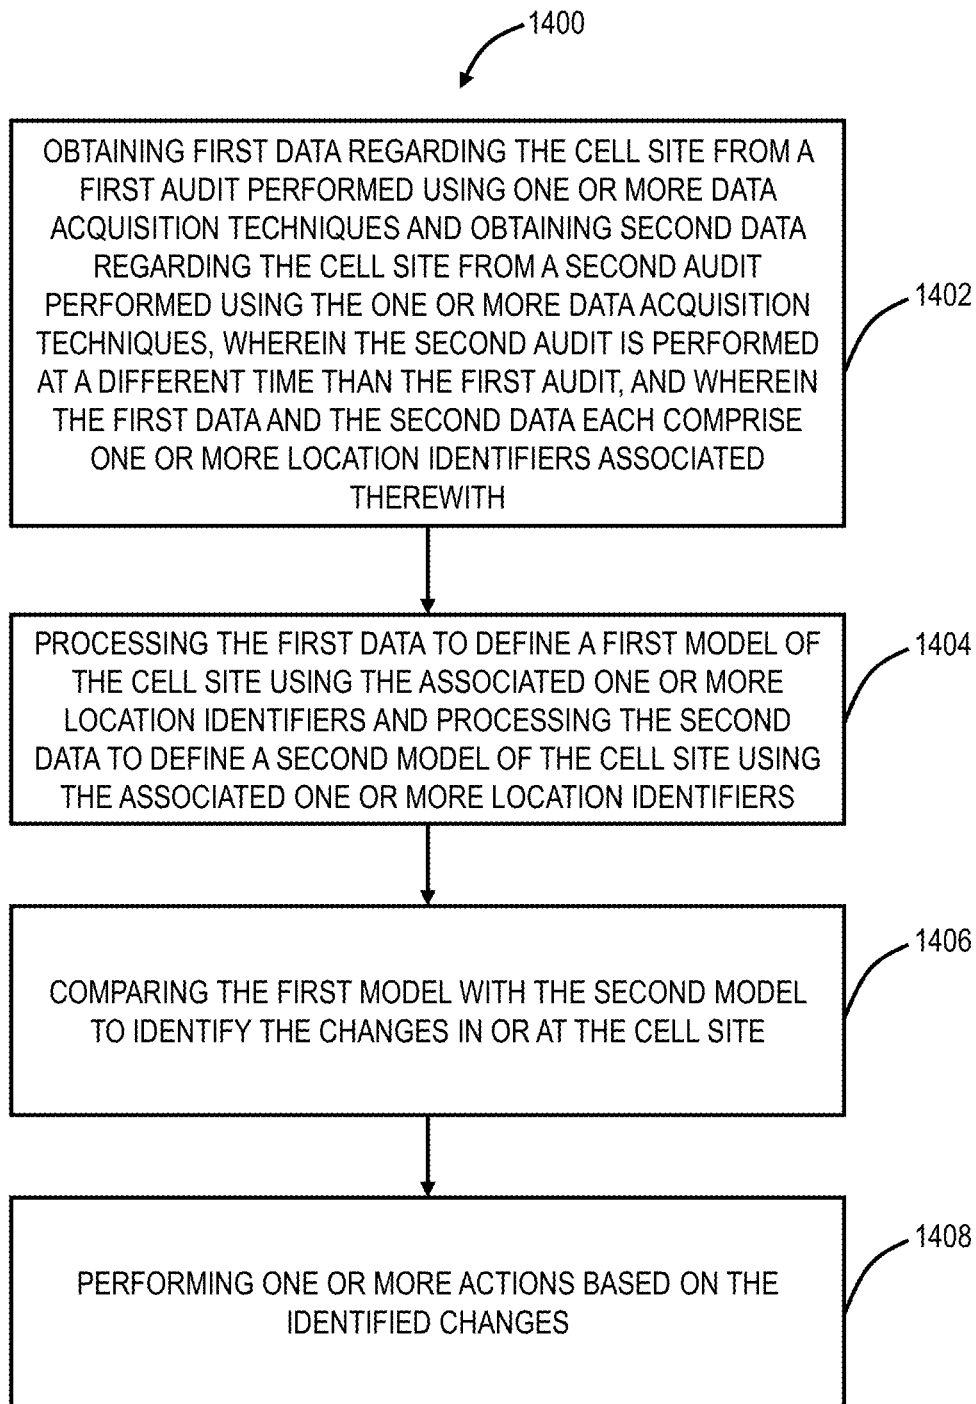 1400
OBTAINING FIRST DATA REGARDING THE CELL SITE FROM A
FIRST AUDIT PERFORMED USING ONE OR MORE DATA
ACQUISITION TECHNIQUES AND OBTAINING SECOND DATA
REGARDING THE CELL SITE FROM A SECOND AUDIT
PERFORMED USING THE ONE OR MORE DATA ACQUISITION
TECHNIQUES, WHEREIN THE SECOND AUDIT IS PERFORMED
AT A DIFFERENT TIME THAN THE FIRST AUDIT, AND WHEREIN
THE FIRST DATA AND THE SECOND DATA EACH COMPRISE
ONE OR MORE LOCATION IDENTIFIERS ASSOCIATED
THEREWITH
1402
PROCESSING THE FIRST DATA TO DEFINE A FIRST MODEL OF
THE CELL SITE USING THE ASSOCIATED ONE OR MORE
LOCATION IDENTIFIERS AND PROCESSING THE SECOND
DATA TO DEFINE A SECOND MODEL OF THE CELL SITE USING
THE ASSOCIATED ONE OR MORE LOCATION IDENTIFIERS
1404
COMPARING THE FIRST MODEL WITH THE SECOND MODEL
TO IDENTIFY THE CHANGES IN OR AT THE CELL SITE
1406
PERFORMING ONE OR MORE ACTIONS BASED ON THE
IDENTIFIED CHANGES
1408